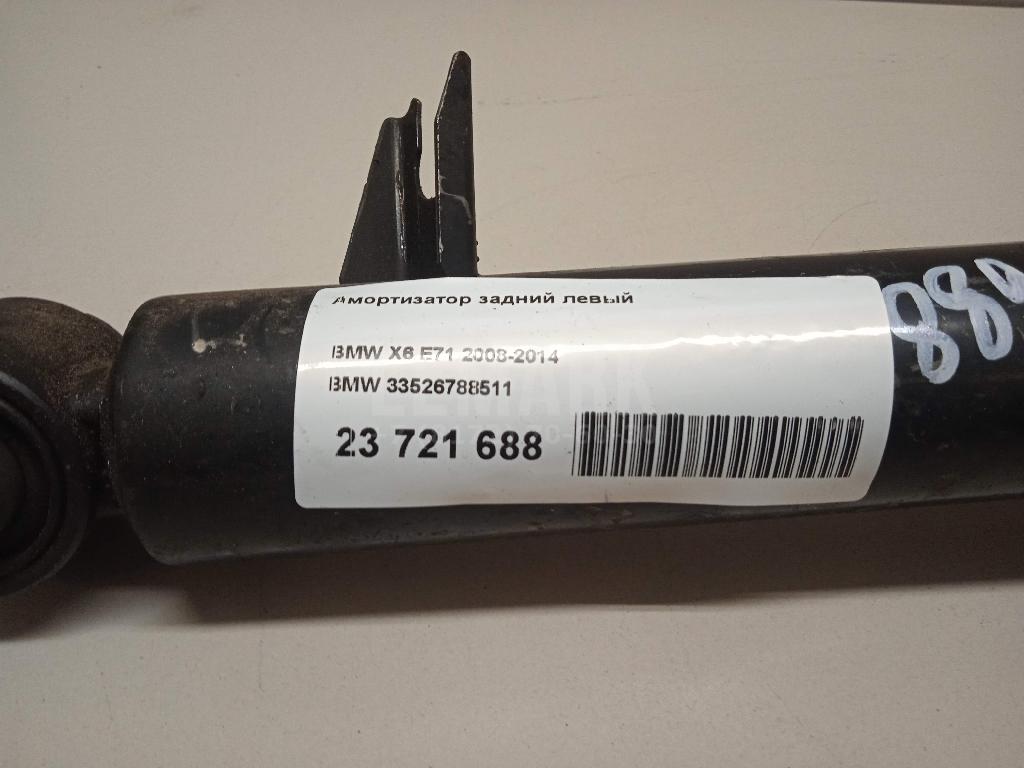 Амортизатор задний левый
BMW X6 E71 2008-2014
BMW 33526788511
23 721 688